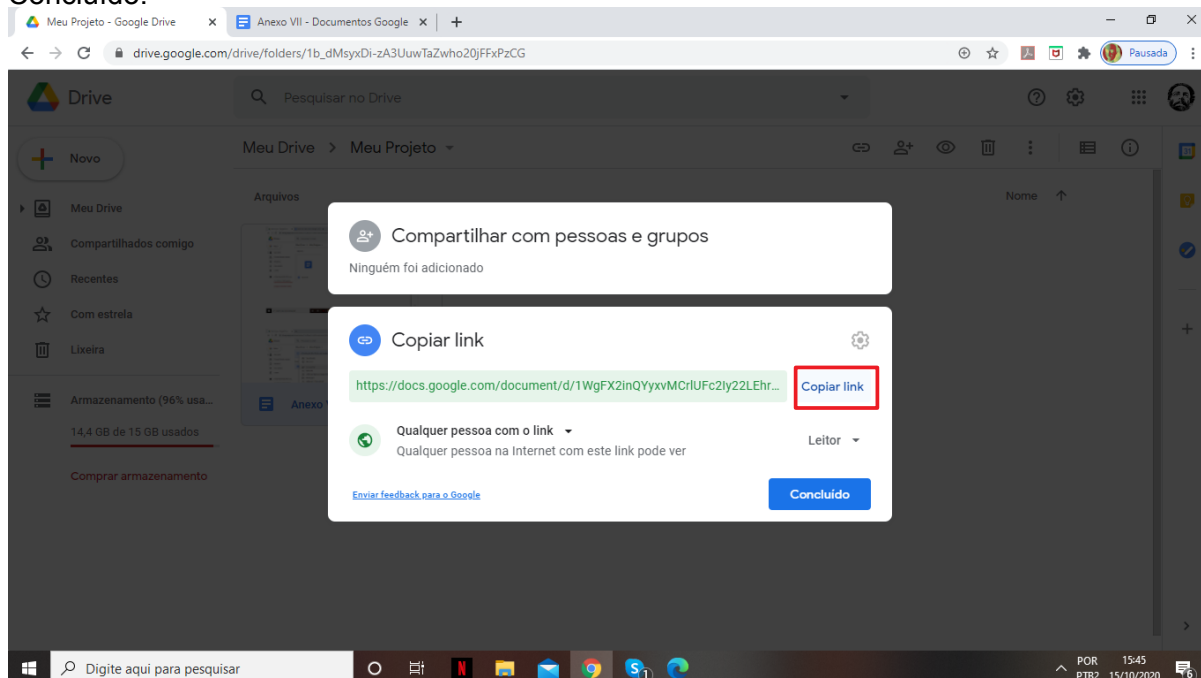 Concluído.
Meu Projeto - Google Drive
Anexo VII - Documentos Google
drive.google.com/drive/folders/1b_dMsyxDi-zA3UuwTaZwho20jFFxPzCG
Pausada
Drive
Pesquisar no Drive
Novo
Meu Drive > Meu Projeto
Meu Drive
Compartilhados comigo
Recentes
Com estrela
Lixeira
Armazenamento (96% usa...
14,4 GB de 15 GB usados
Comprar armazenamento
Arquivos
Nome
Anexo
Compartilhar com pessoas e grupos
Ninguém foi adicionado
Copiar link
https://docs.google.com/document/d/1WgFX2inQYyxvMCrlUFc2Iy22LEhr...
Copiar link
Qualquer pessoa com o link
Qualquer pessoa na Internet com este link pode ver
Leitor
Enviar feedback para o Google
Concluído
Digite aqui para pesquisar
POR
PTB2
15:45
15/10/2020